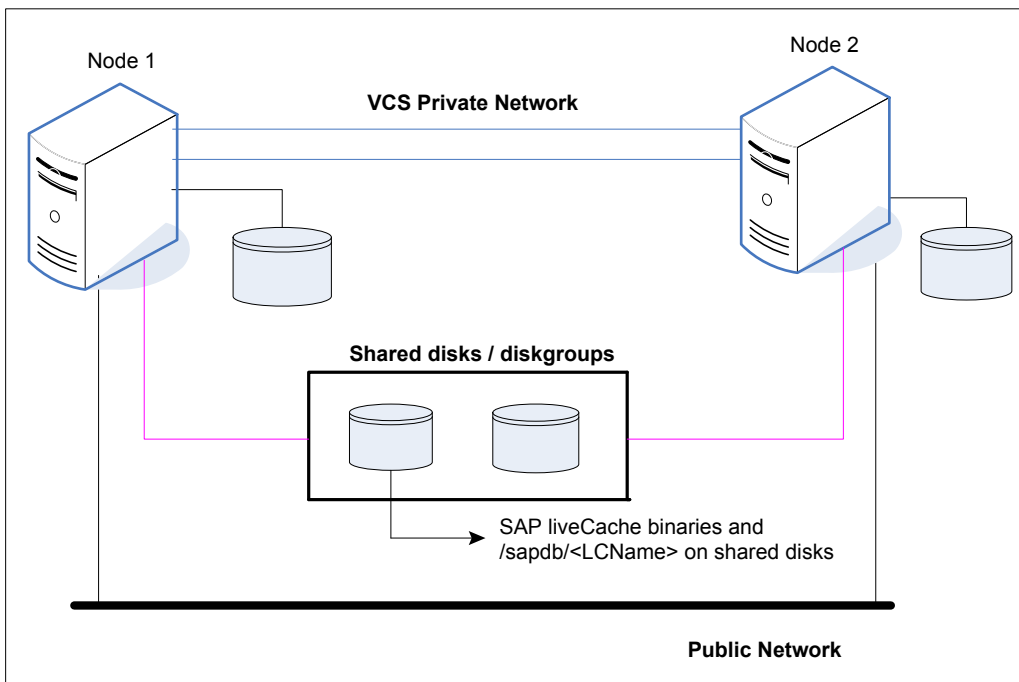 Node 1
Node 2
VCS Private Network
Shared disks / diskgroups
SAP liveCache binaries and
/sapdb/<LCName> on shared disks
Public Network